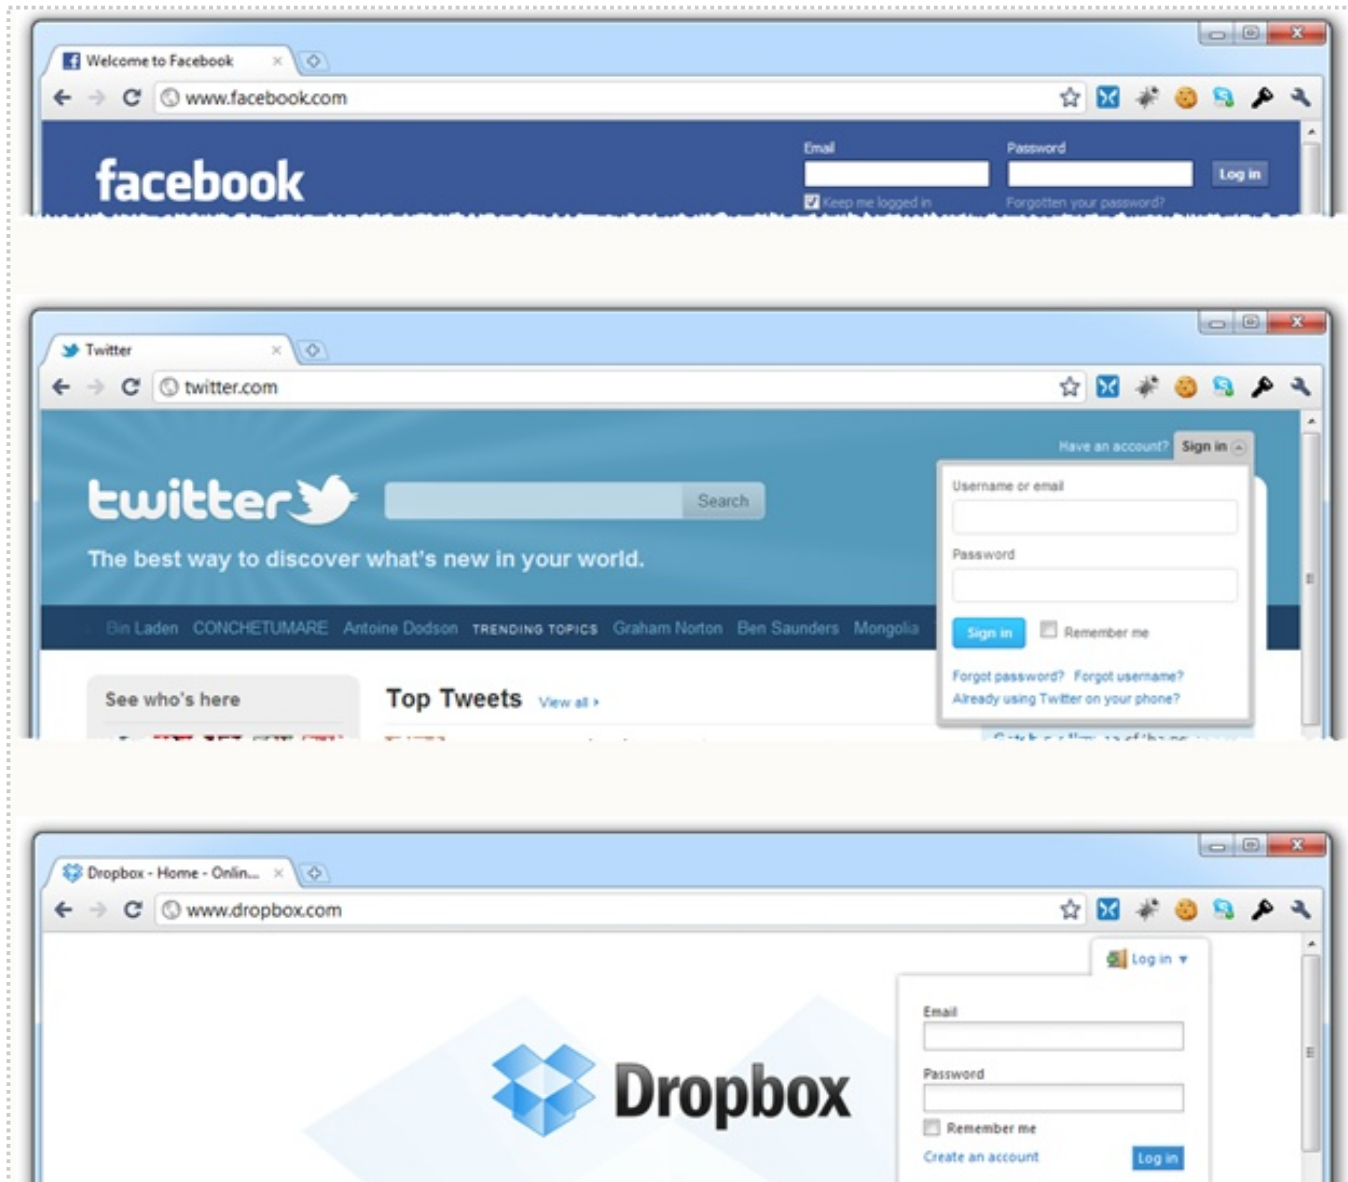 Welcome to Facebook
www.facebook.com
facebook
Email
Password
Log in
Keep me logged in
Forgotten your password?
Twitter
twitter.com
Have an account? Sign in
twitter
Search
Username or email
Password
The best way to discover what's new in your world.
Bin Laden CONCHETUMARE Antoine Dodson TRENDING TOPICS Graham Norton Ben Saunders Mongolia
Sign in
Remember me
Forgot password? Forgot username?
Already using Twitter on your phone?
See who's here
Top Tweets View all ›
Dropbox - Home - Onlin...
www.dropbox.com
Log in
Dropbox
Email
Password
Remember me
Create an account
Log in